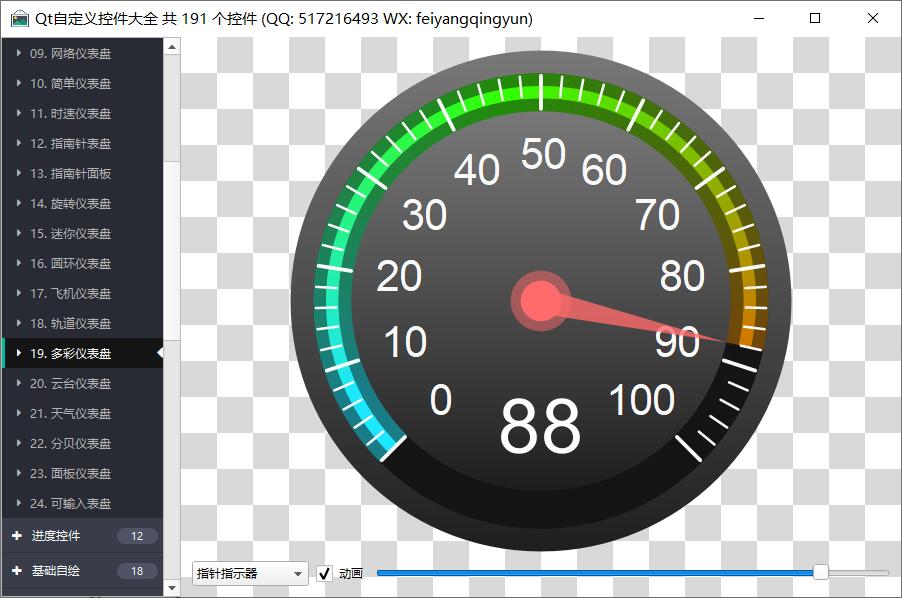 Qt自定义控件大全 共 191 个控件 (QQ: 517216493 WX: feiyangqingyun)
09. 网络仪表盘
10. 简单仪表盘
11. 时速仪表盘
12. 指南针表盘
13. 指南针面板
14. 旋转仪表盘
15. 迷你仪表盘
16. 圆环仪表盘
17. 飞机仪表盘
18. 轨道仪表盘
19. 多彩仪表盘
20. 云台仪表盘
21. 天气仪表盘
22. 分贝仪表盘
23. 面板仪表盘
24. 可输入表盘
进度控件 12
基础自绘 18
0
10
20
30
40
50
60
70
80
90
100
88
指针指示器
动画